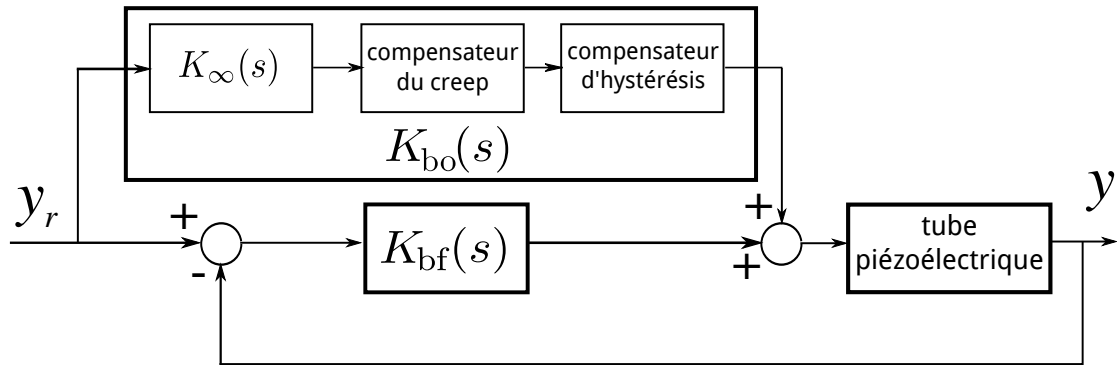 K∞(s)
compensateur
du creep
compensateur
d'hystérésis
Kbo(s)
yr
+
-
Kbf(s)
+
+
tube
piézoélectrique
y